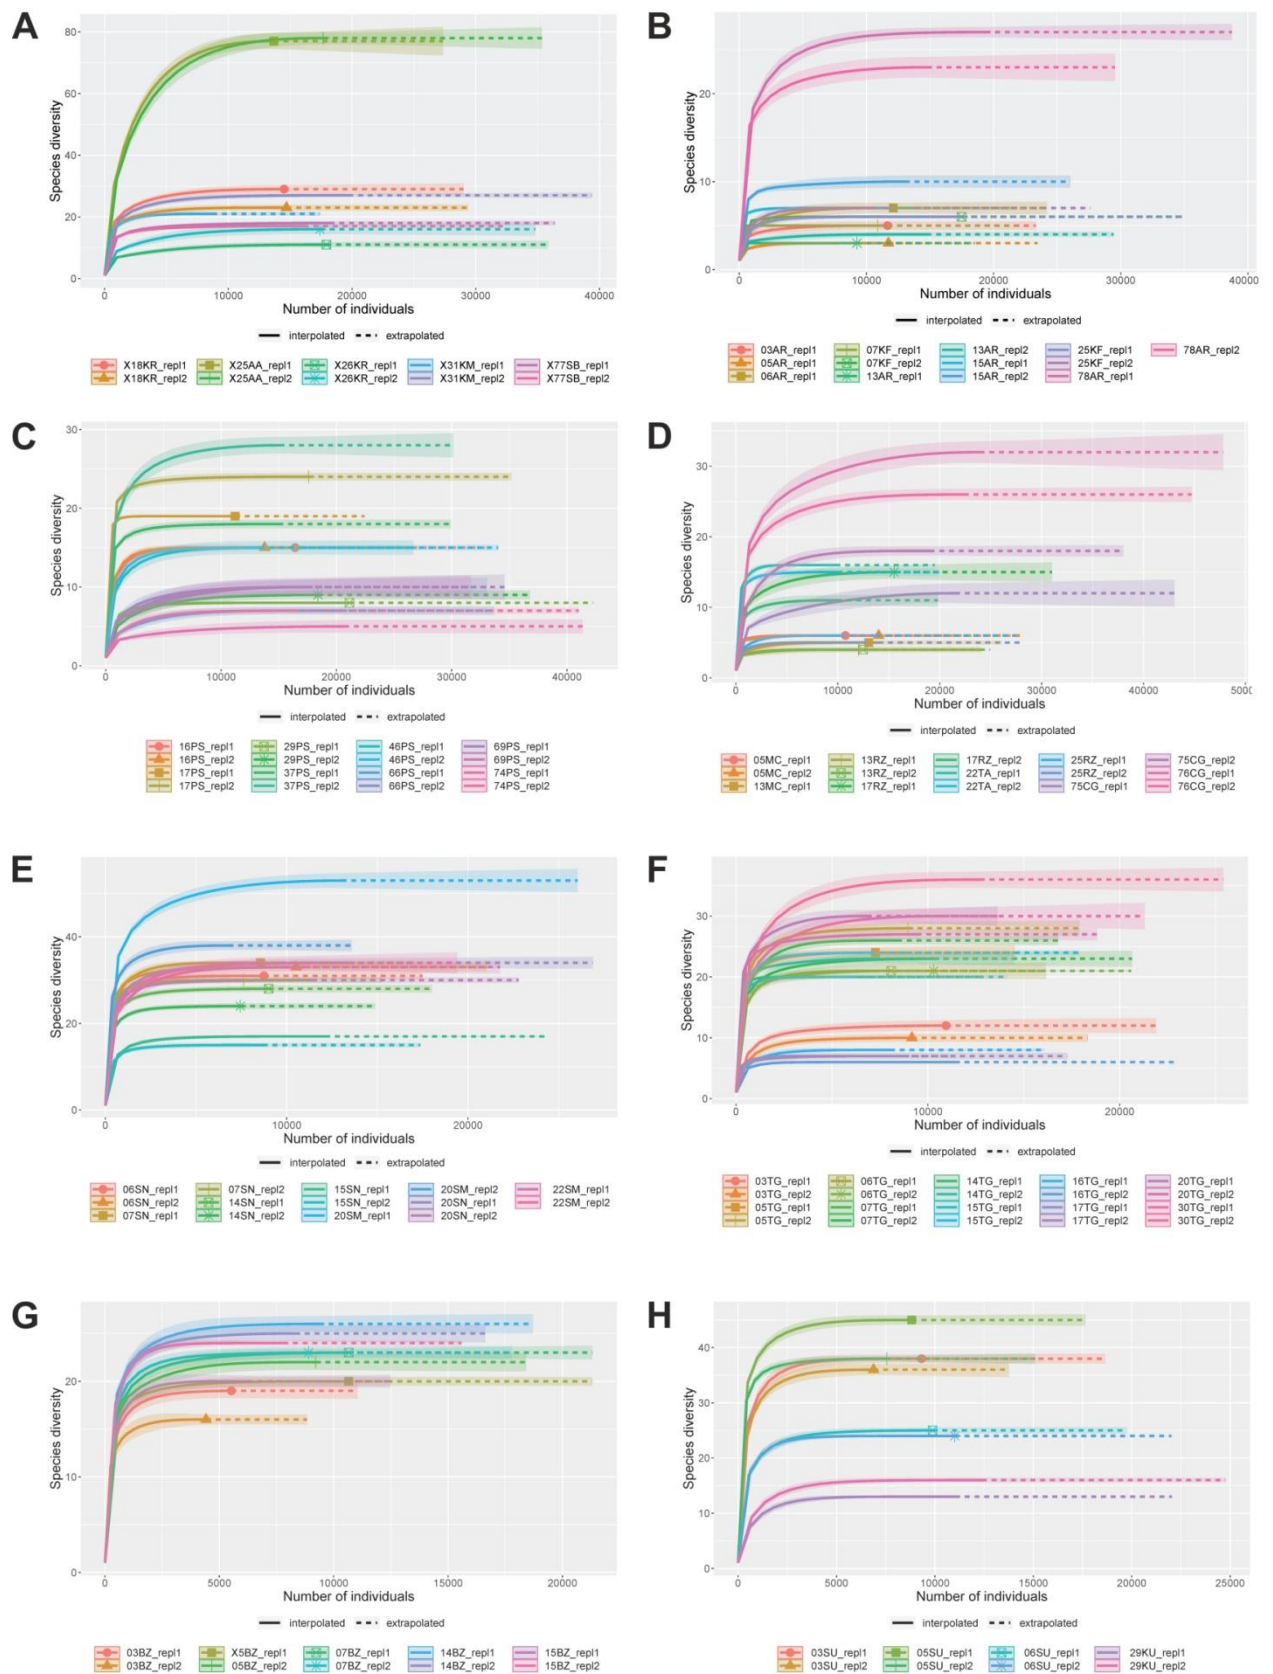 A
Species diversity
80
60
40
20
0
0 10000 20000 30000 40000
Number of individuals
interpolated extrapolated
X18KR_repl1 X25AA_repl1 X26KR_repl1 X31KM_repl1 X77SB_repl1
X18KR_repl2 X25AA_repl2 X26KR_repl2 X31KM_repl2 X77SB_repl2
B
Species diversity
20
10
0
0 10000 20000 30000 40000
Number of individuals
interpolated extrapolated
03AR_repl1 07KF_repl1 13AR_repl2 25KF_repl1 78AR_repl2
05AR_repl1 07KF_repl2 15AR_repl1 25KF_repl2
06AR_repl1 13AR_repl1 15AR_repl2 78AR_repl1
C
Species diversity
30
20
10
0
0 10000 20000 30000 40000
Number of individuals
interpolated extrapolated
16PS_repl1 29PS_repl1 46PS_repl1 69PS_repl1
16PS_repl2 29PS_repl2 46PS_repl2 69PS_repl2
17PS_repl1 37PS_repl1 66PS_repl1 74PS_repl1
17PS_repl2 37PS_repl2 66PS_repl2 74PS_repl2
D
Species diversity
30
20
10
0
0 10000 20000 30000 40000 5000
Number of individuals
interpolated extrapolated
05MC_repl1 13RZ_repl1 17RZ_repl2 25RZ_repl1 75CG_repl2
05MC_repl2 13RZ_repl2 22TA_repl1 25RZ_repl2 76CG_repl1
13MC_repl1 17RZ_repl1 22TA_repl2 75CG_repl1 76CG_repl2
E
Species diversity
40
20
0
0 10000 20000
Number of individuals
interpolated extrapolated
06SN_repl1 07SN_repl2 15SN_repl1 20SM_repl2 22SM_repl1
06SN_repl2 14SN_repl1 15SN_repl2 20SN_repl1 22SM_repl2
07SN_repl1 14SN_repl2 20SM_repl1 20SN_repl2
F
Species diversity
30
20
10
0
0 10000 20000
Number of individuals
interpolated extrapolated
03TG_repl1 06TG_repl1 14TG_repl1 16TG_repl1 20TG_repl1
03TG_repl2 06TG_repl2 14TG_repl2 16TG_repl2 20TG_repl2
05TG_repl1 07TG_repl1 15TG_repl1 17TG_repl1 30TG_repl1
05TG_repl2 07TG_repl2 15TG_repl2 17TG_repl2 30TG_repl2
G
Species diversity
20
10
0
0 5000 10000 15000 20000
Number of individuals
interpolated extrapolated
03BZ_repl1 X5BZ_repl1 07BZ_repl1 14BZ_repl1 15BZ_repl1
03BZ_repl2 05BZ_repl2 07BZ_repl2 14BZ_repl2 15BZ_repl2
H
Species diversity
40
30
20
10
0
0 5000 10000 15000 20000 25000
Number of individuals
interpolated extrapolated
03SU_repl1 05SU_repl1 06SU_repl1 29KU_repl1
03SU_repl2 05SU_repl2 06SU_repl2 29KU_repl2